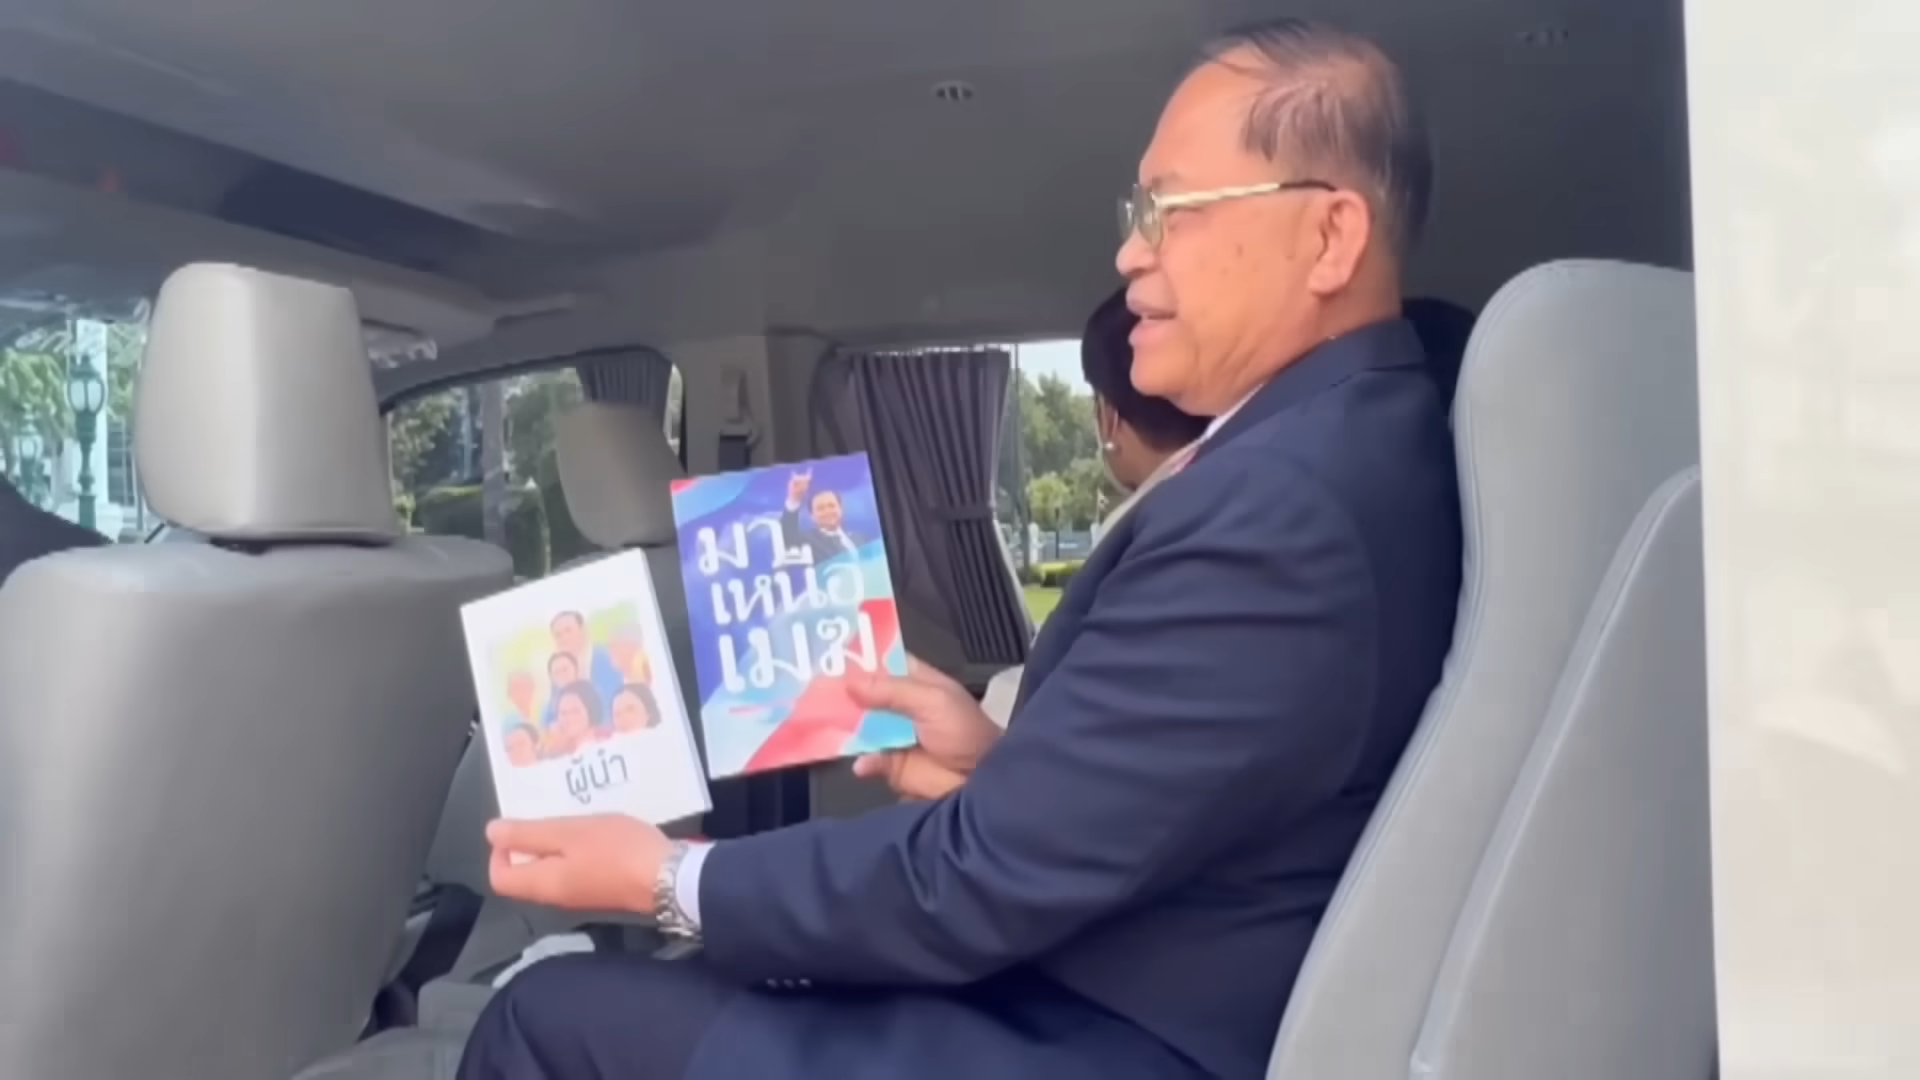 มา
เหนือ
เมฆ
ผู้นำ